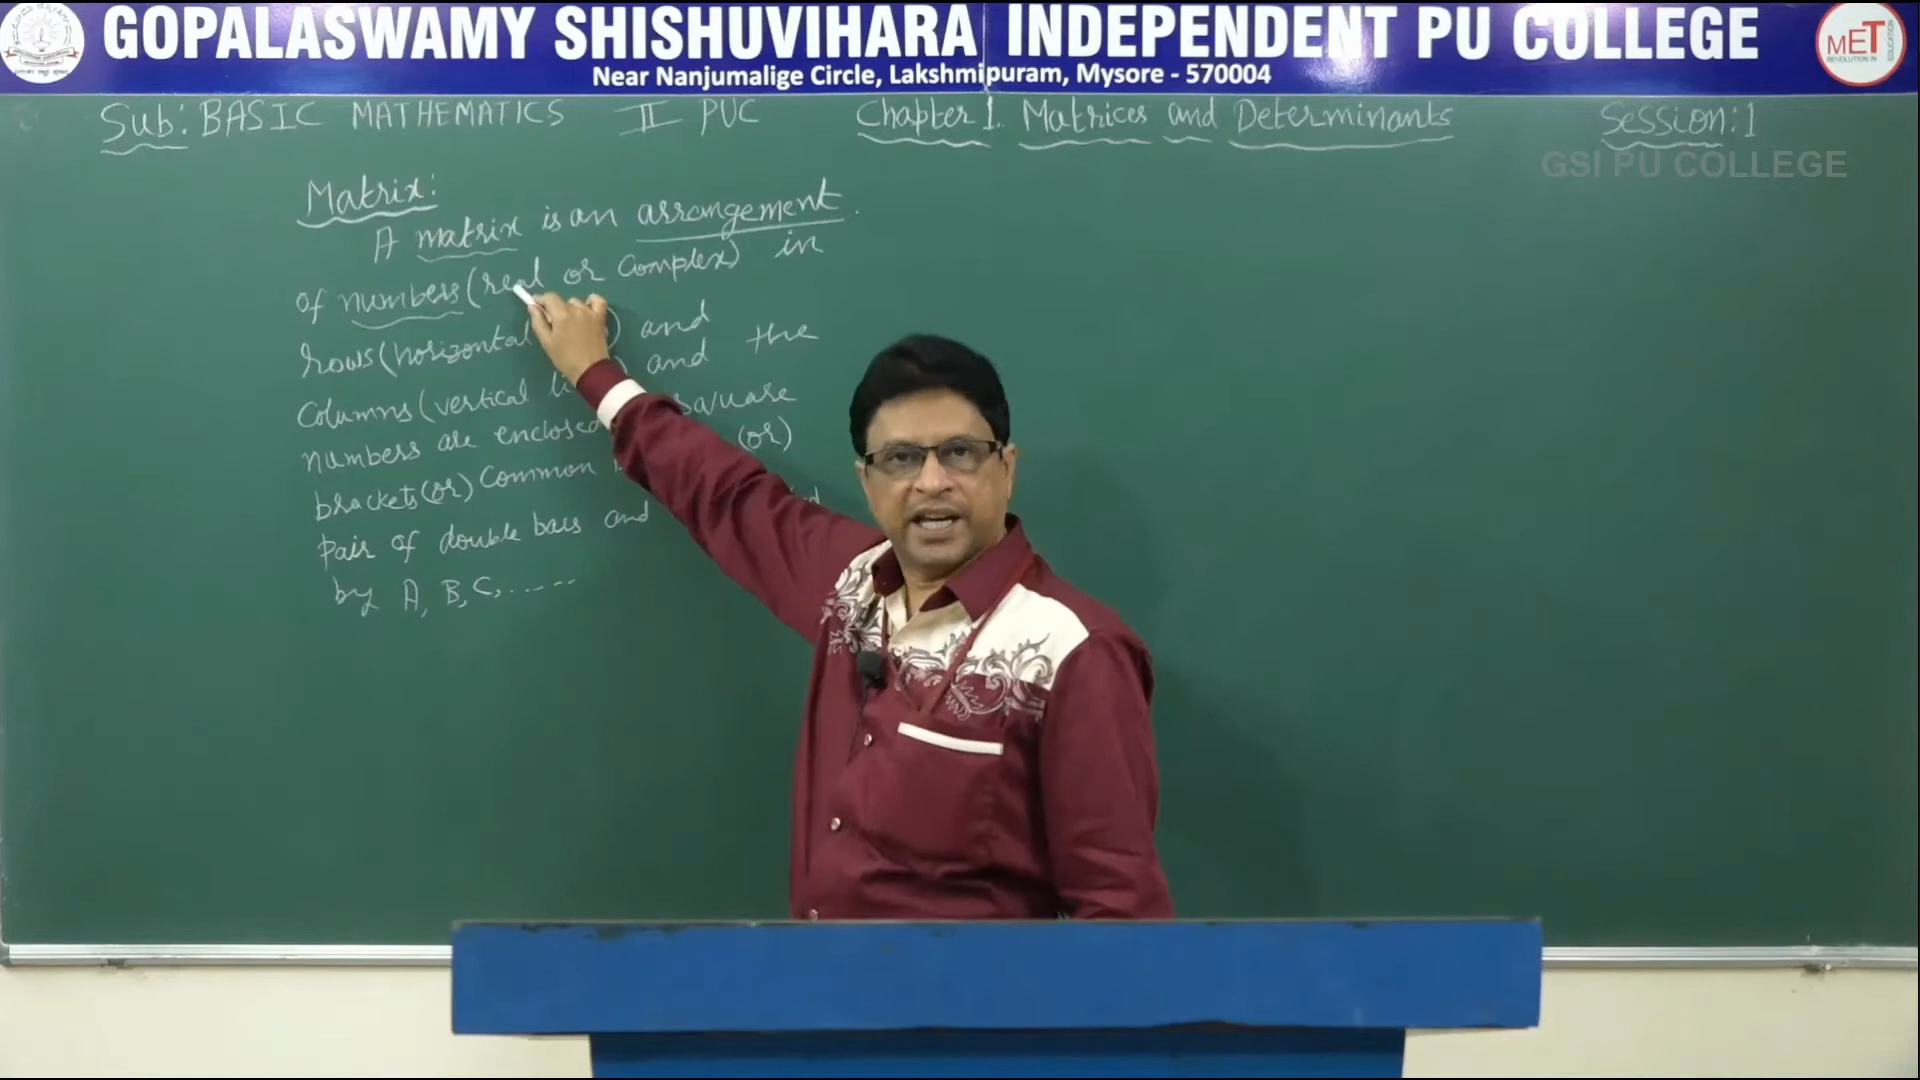 GOPALASWAMY SHISHUVIHARA INDEPENDENT PU COLLEGE
Near Nanjumalige Circle, Lakshmipuram, Mysore - 570004
MET
REVOLUTION IN EDUCATION
Sub: BASIC MATHEMATICS II PUC Chapter 1. Matrices and Determinants Session: 1
GSI PU COLLEGE
Matrix:
A matrix is an arrangement
of numbers (real or complex) in
rows (horizontal ) and
Columns (vertical ) and the
numbers are enclosed square
brackets (or) Common (or)
pair of double bars and
by A, B, C, ......